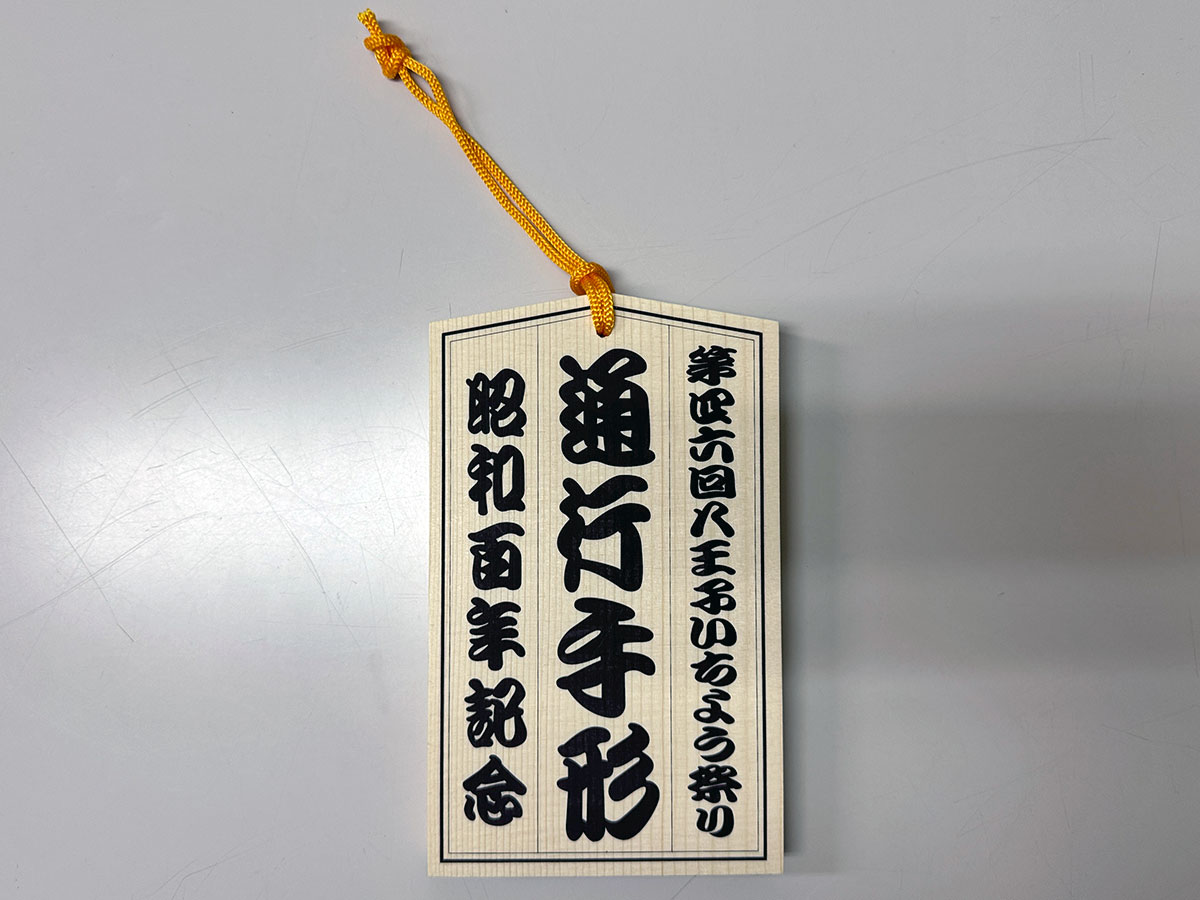 第四六回八王子いちょう祭り
通行手形
昭和百年記念